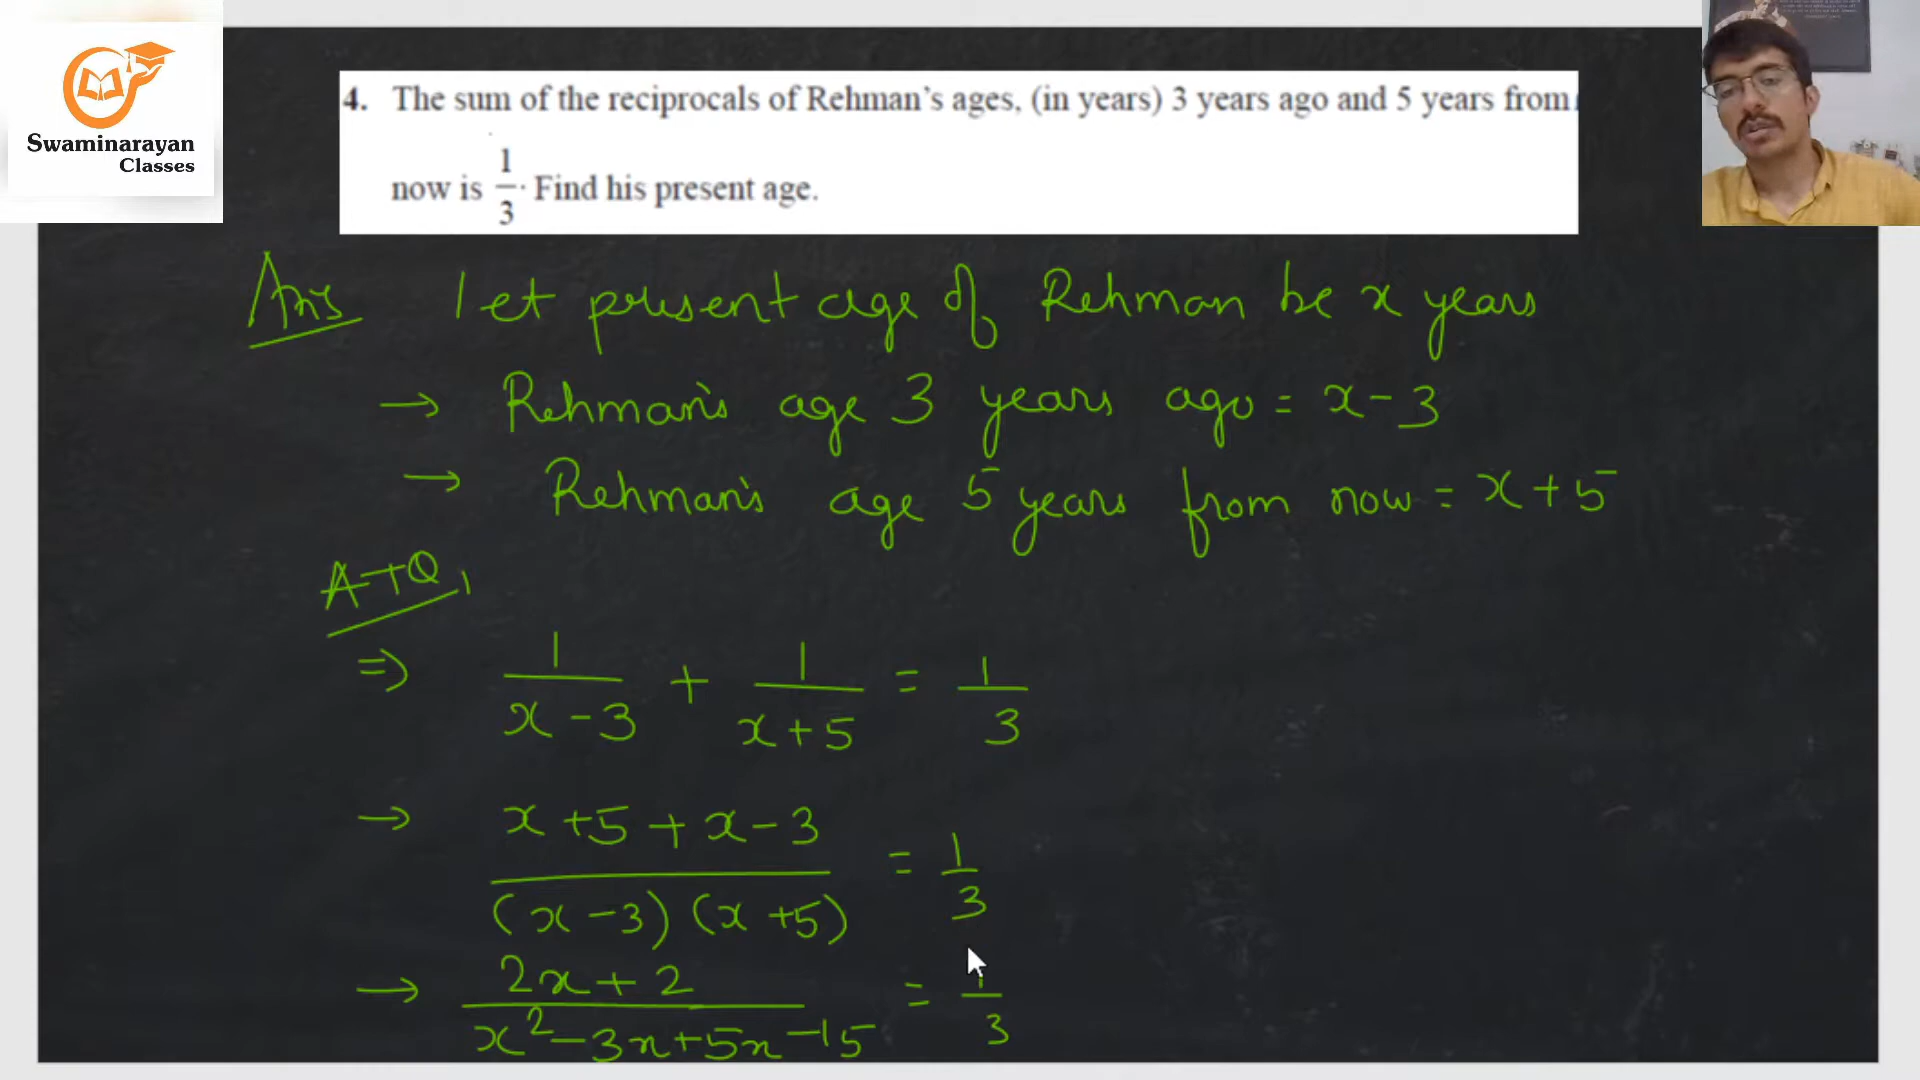 Swaminarayan
Classes
4. The sum of the reciprocals of Rehman's ages, (in years) 3 years ago and 5 years from
now is 1/3. Find his present age.
Ans let present age of Rehman be x years
→ Rehman's age 3 years ago = x - 3
→ Rehman's age 5 years from now = x + 5
ATQ,
⇒ 1/(x - 3) + 1/(x + 5) = 1/3
→ (x + 5 + x - 3)/((x - 3)(x + 5)) = 1/3
→ (2x + 2)/(x² - 3x + 5x - 15) = 1/3